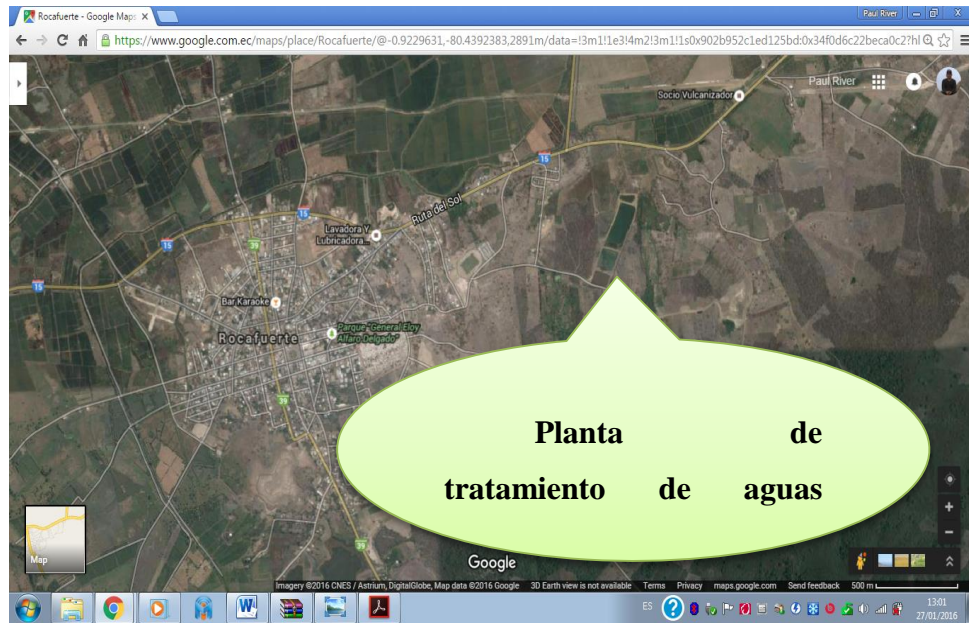 Rocafuerte - Google Maps
Paul River
https://www.google.com.ec/maps/place/Rocafuerte/@-0.9229631,-80.4392383,2891m/data=!3m1!1e3!4m2!3m1!1s0x902b952c1ed125bd:0x34f0d6c22beca0c2?hl
Paul River
Socio Vulcanizador
15
Ruta del Sol
15
Lavadora Y
Lubricadora...
15
39
15
Bar Karaoke
Rocafuerte
Parque "General Eloy
Alfaro Delgado"
39
Planta de
tratamiento de aguas
39
Map
Google
Imagery ©2016 CNES / Astrium, DigitalGlobe, Map data ©2016 Google 3D Earth view is not available Terms Privacy maps.google.com Send feedback 500 m
ES
13:01
27/01/2016